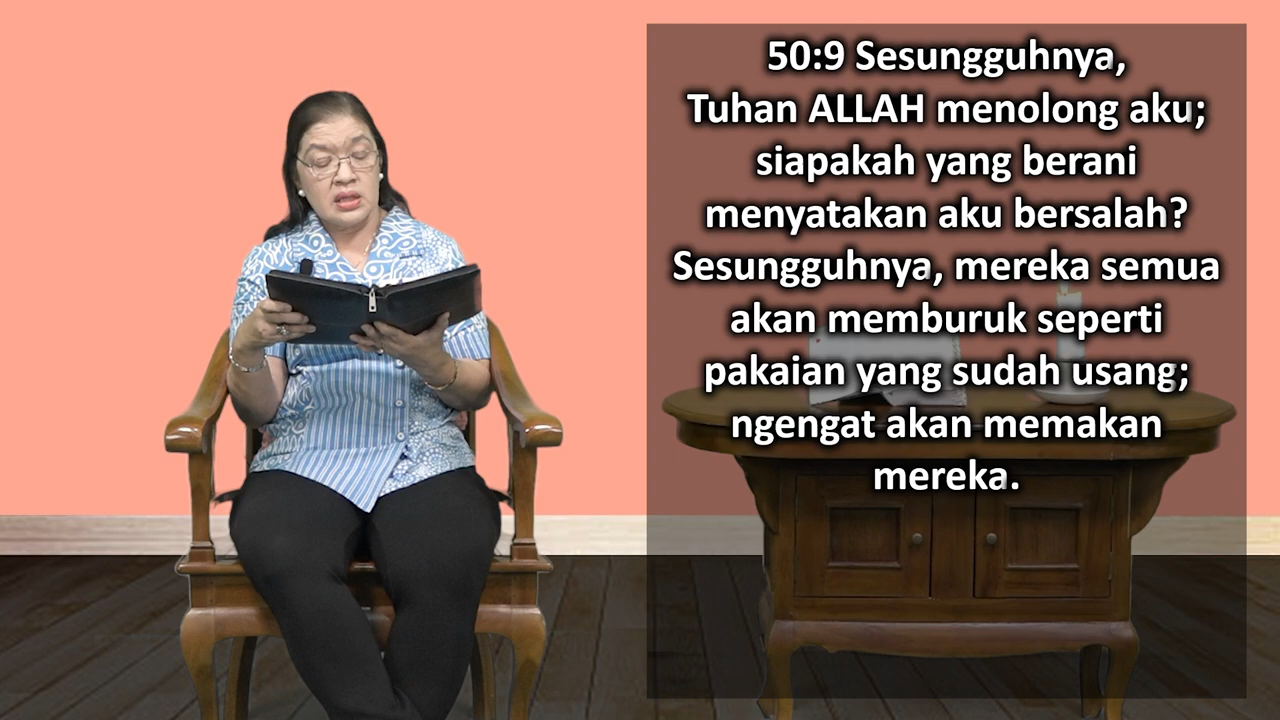 50:9 Sesungguhnya,
Tuhan ALLAH menolong aku;
siapakah yang berani
menyatakan aku bersalah?
Sesungguhnya, mereka semua
akan memburuk seperti
pakaian yang sudah usang;
ngengat akan memakan
mereka.